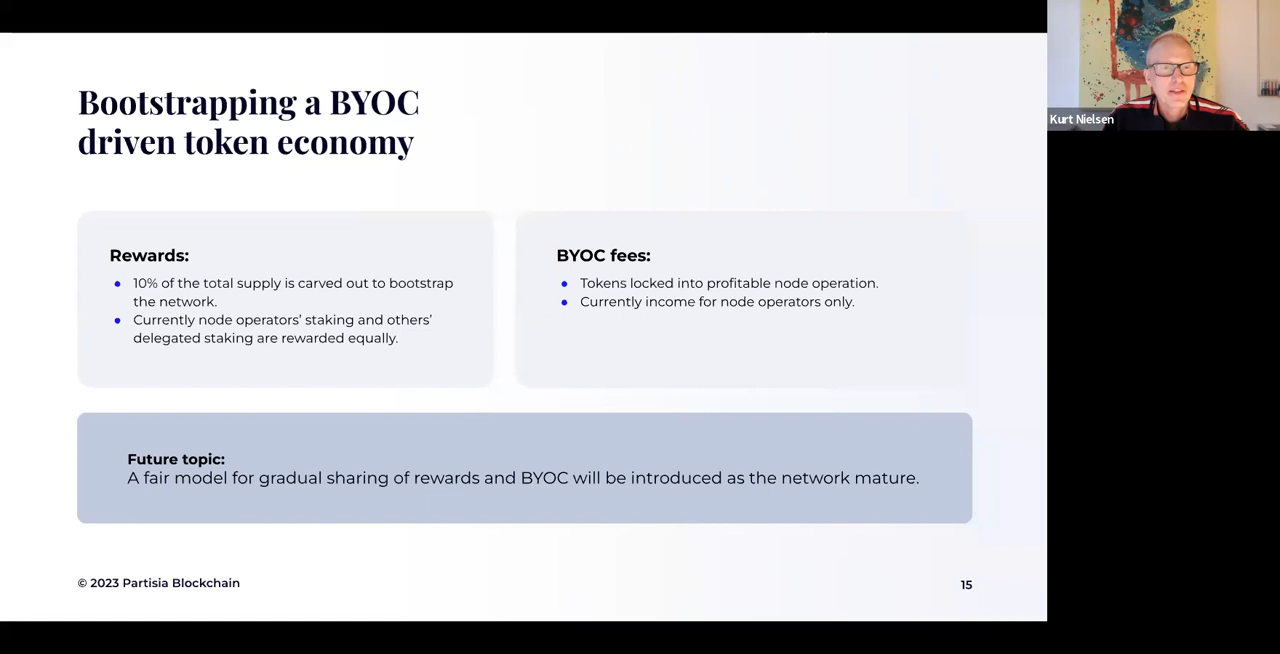 Bootstrapping a BYOC
driven token economy
Rewards:
● 10% of the total supply is carved out to bootstrap
the network.
● Currently node operators' staking and others'
delegated staking are rewarded equally.
BYOC fees:
● Tokens locked into profitable node operation.
● Currently income for node operators only.
Future topic:
A fair model for gradual sharing of rewards and BYOC will be introduced as the network mature.
© 2023 Partisia Blockchain
15
Kurt Nielsen